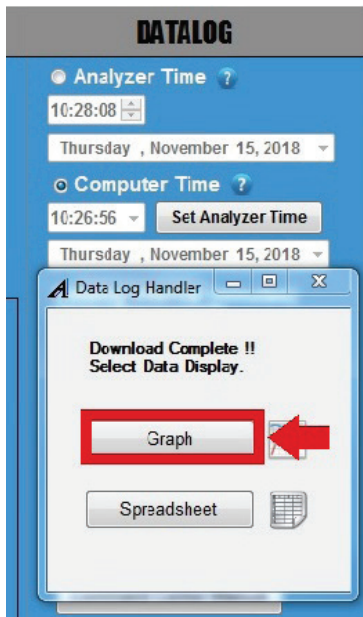 DATALOG
Analyzer Time ?
10:28:08
Thursday , November 15, 2018
Computer Time ?
10:26:56 Set Analyzer Time
Thursday , November 15, 2018
Data Log Handler
Download Complete !!
Select Data Display.
Graph
Spreadsheet